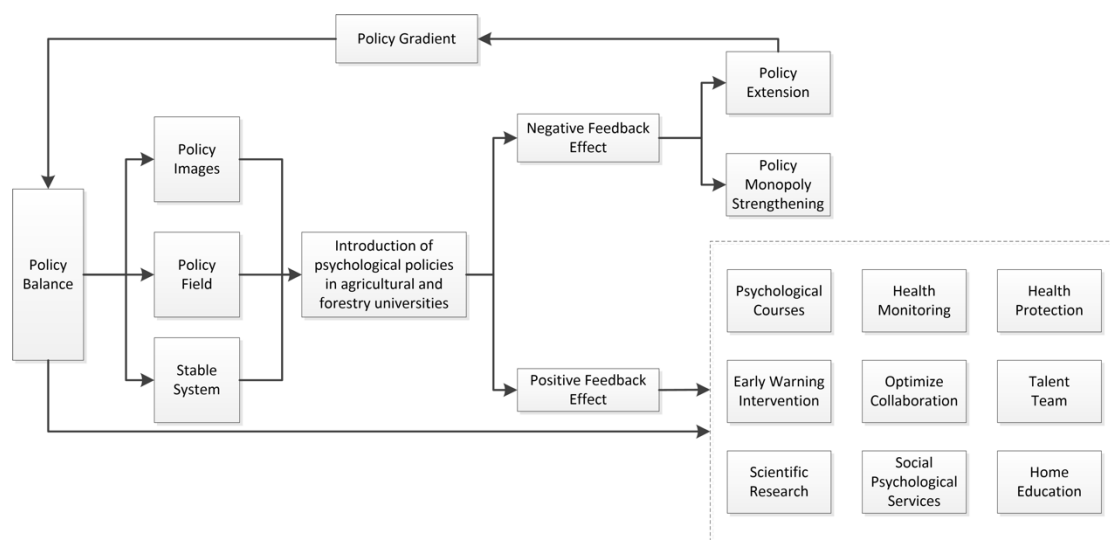 Policy Gradient
Policy
Extension
Policy
Images
Negative Feedback
Effect
Policy
Monopoly
Strengthening
Policy
Balance
Policy
Field
Introduction of
psychological policies
in agricultural and
forestry universities
Stable
System
Positive Feedback
Effect
Psychological
Courses
Health
Monitoring
Health
Protection
Early Warning
Intervention
Optimize
Collaboration
Talent
Team
Scientific
Research
Social
Psychological
Services
Home
Education